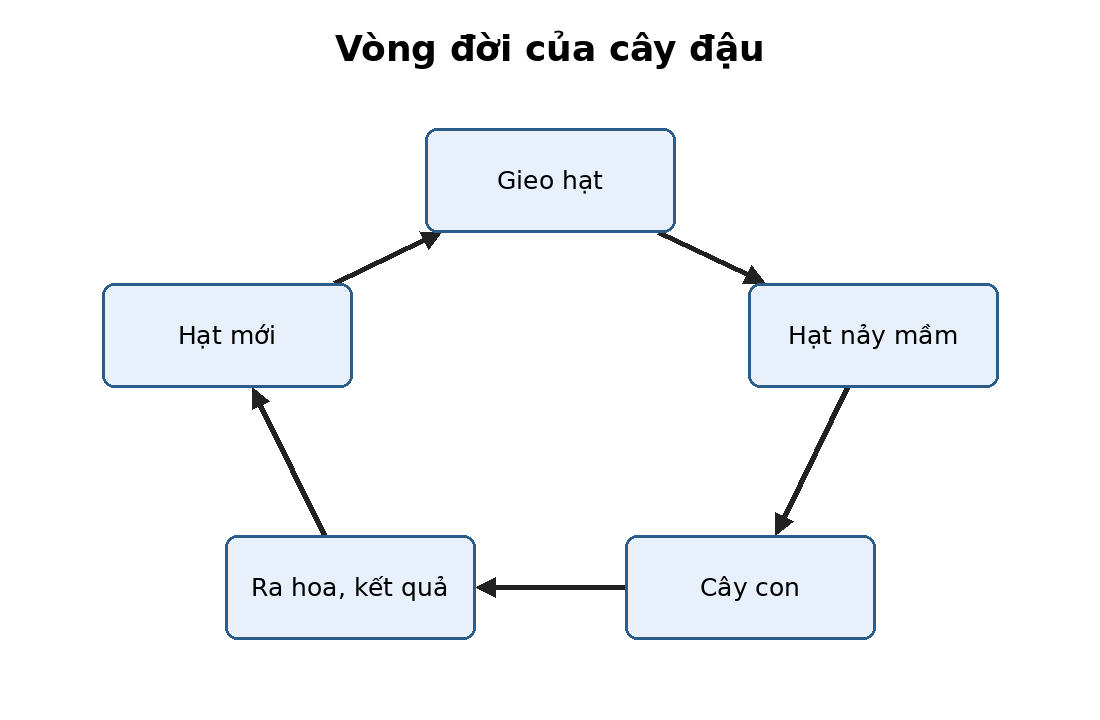 Vòng đời của cây đậu
Gieo hạt
Hạt mới
Hạt nảy mầm
Ra hoa, kết quả
Cây con